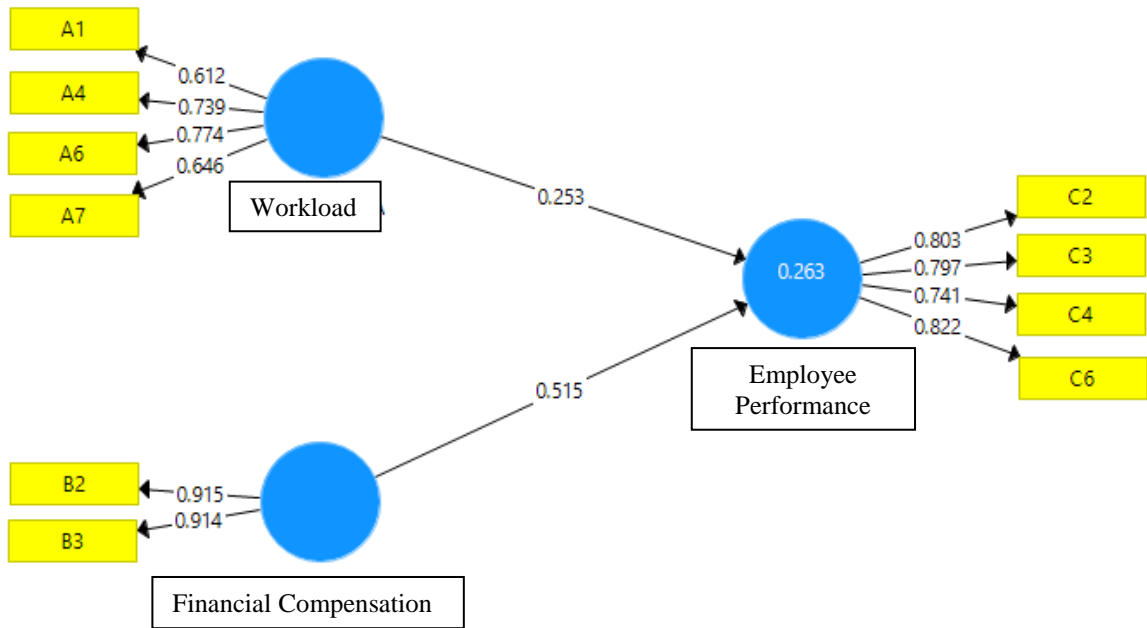 A1
A4
A6
A7
0.612
0.739
0.774
0.646
Workload
0.253
0.263
Employee
Performance
0.803
0.797
0.741
0.822
C2
C3
C4
C6
0.515
B2
B3
0.915
0.914
Financial Compensation